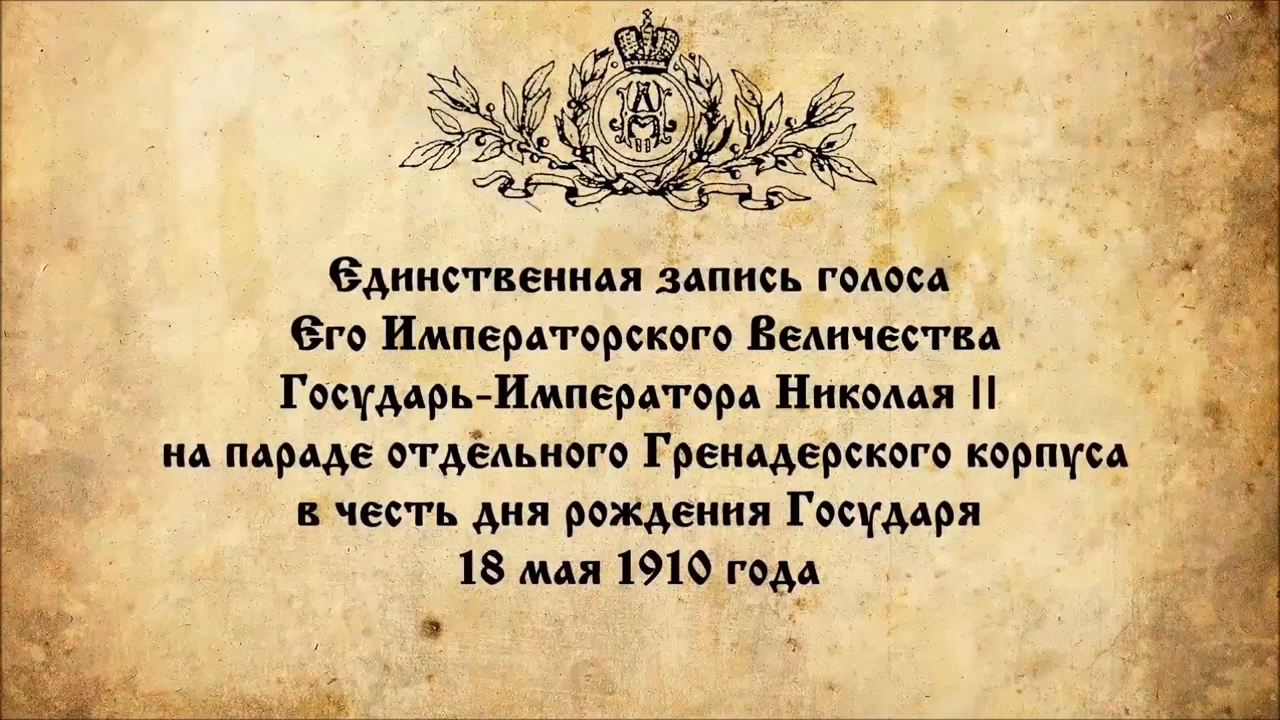 Единственная запись голоса
Его Императорского Величества
Государь-Императора Николая II
на параде отдельного Гренадерского корпуса
в честь дня рождения Государя
18 мая 1910 года